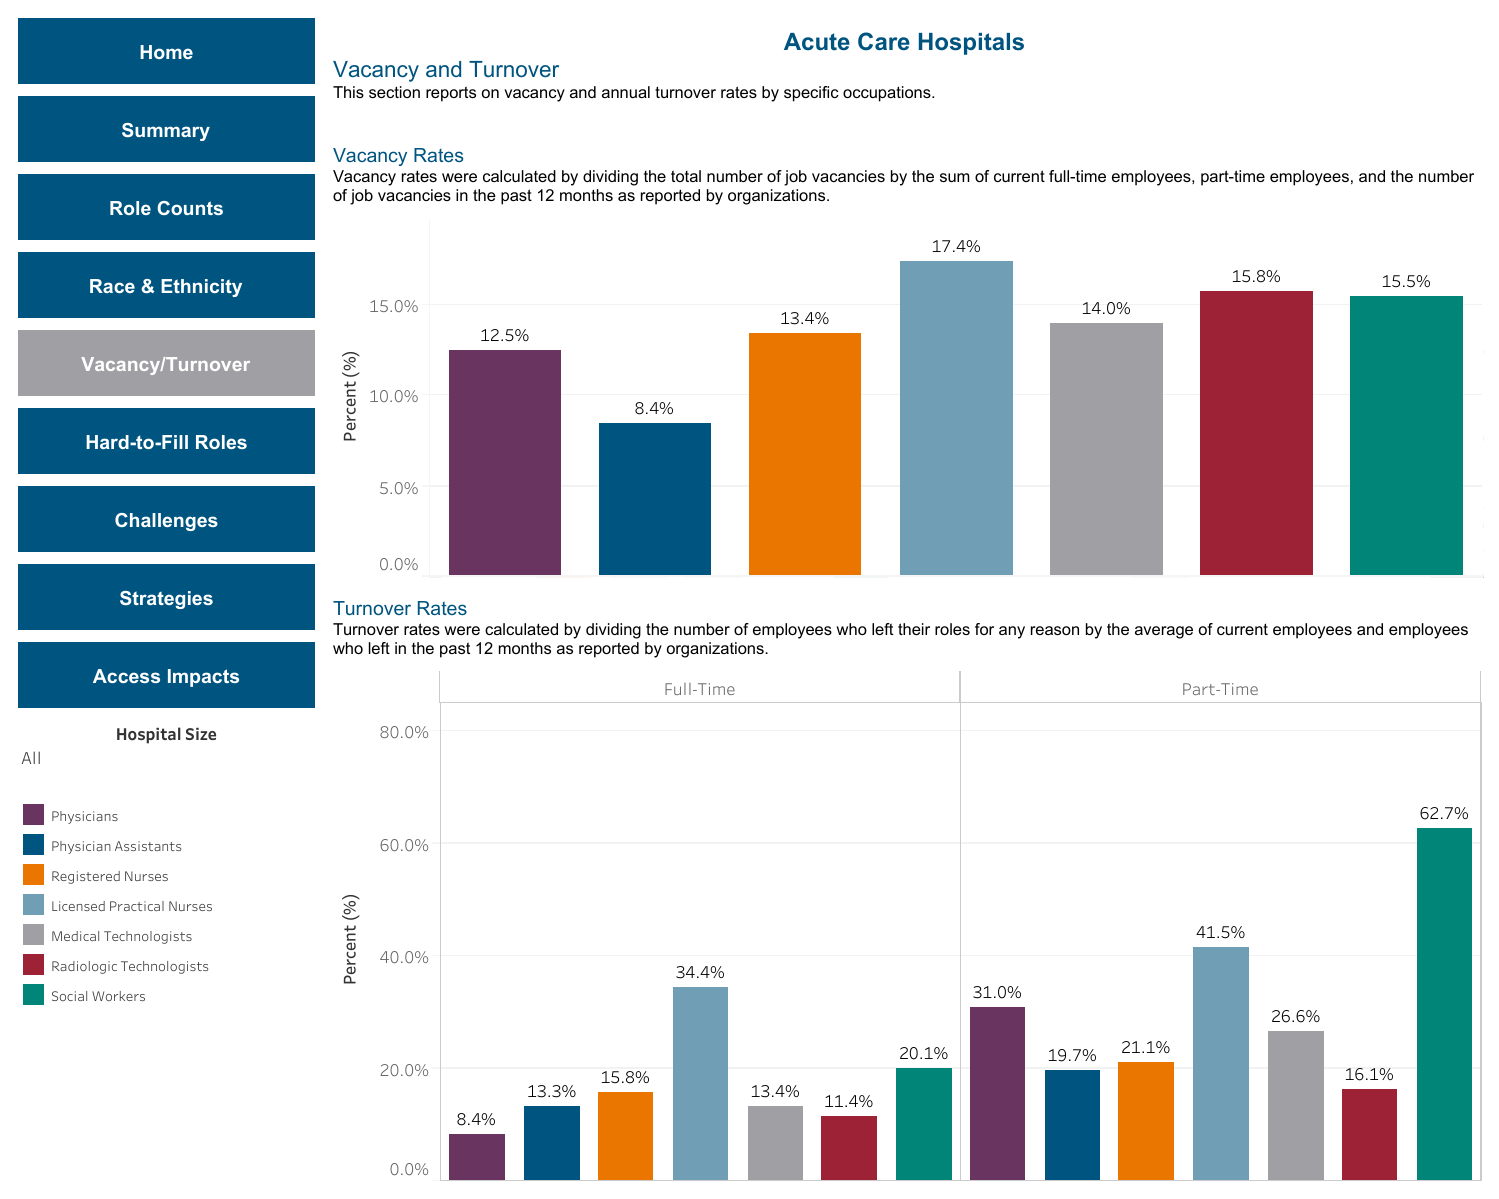 Home
Summary
Role Counts
Race & Ethnicity
Vacancy/Turnover
Hard-to-Fill Roles
Challenges
Strategies
Access Impacts
Hospital Size
All
Physicians
Physician Assistants
Registered Nurses
Licensed Practical Nurses
Medical Technologists
Radiologic Technologists
Social Workers
Acute Care Hospitals
Vacancy and Turnover
This section reports on vacancy and annual turnover rates by specific occupations.
Vacancy Rates
Vacancy rates were calculated by dividing the total number of job vacancies by the sum of current full-time employees, part-time employees, and the number
of job vacancies in the past 12 months as reported by organizations.
Percent (%)
15.0%
10.0%
5.0%
0.0%
12.5%
8.4%
13.4%
17.4%
14.0%
15.8%
15.5%
Turnover Rates
Turnover rates were calculated by dividing the number of employees who left their roles for any reason by the average of current employees and employees
who left in the past 12 months as reported by organizations.
Full-Time
Part-Time
Percent (%)
80.0%
60.0%
40.0%
20.0%
0.0%
8.4%
13.3%
15.8%
34.4%
13.4%
11.4%
20.1%
31.0%
19.7%
21.1%
41.5%
26.6%
16.1%
62.7%